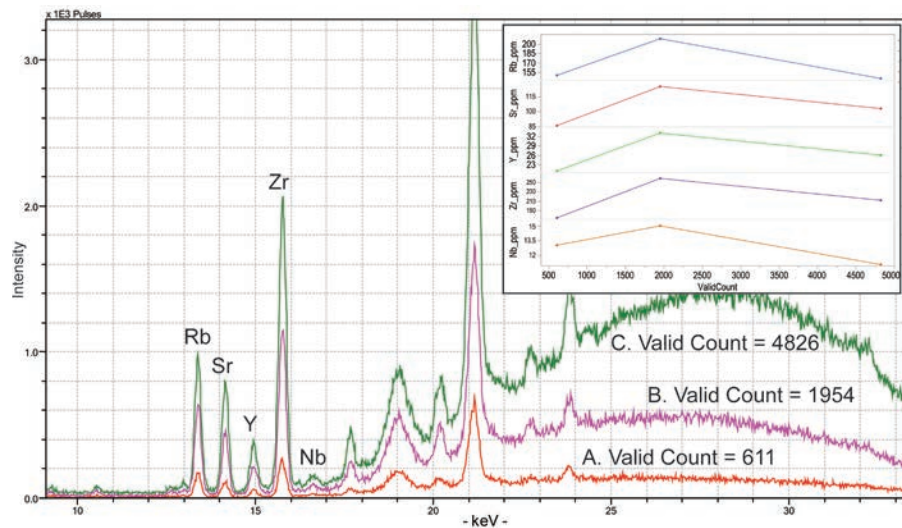 x 1E3 Pulses
3.0
2.0
1.0
0.0
Intensity
10
15
20
25
30
- keV -
Rb
Sr
Y
Zr
Nb
C. Valid Count = 4826
B. Valid Count = 1954
A. Valid Count = 611
Rb_ppm
200
185
170
155
Sr_ppm
115
100
85
Y_ppm
32
29
26
23
Zr_ppm
250
230
210
190
Nb_ppm
15
13.5
12
500 1000 1500 2000 2500 3000 3500 4000 4500 5000
ValidCount